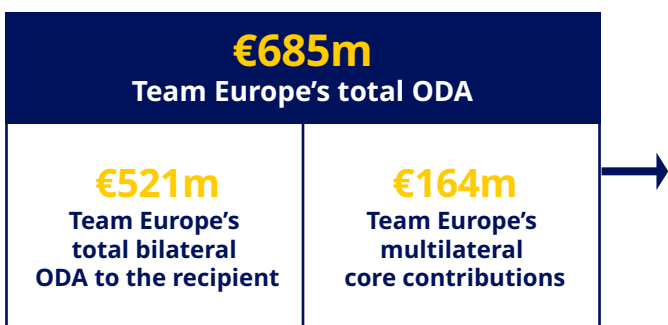 €685m
Team Europe’s total ODA
€521m
Team Europe’s
total bilateral
ODA to the recipient
€164m
Team Europe’s
multilateral
core contributions